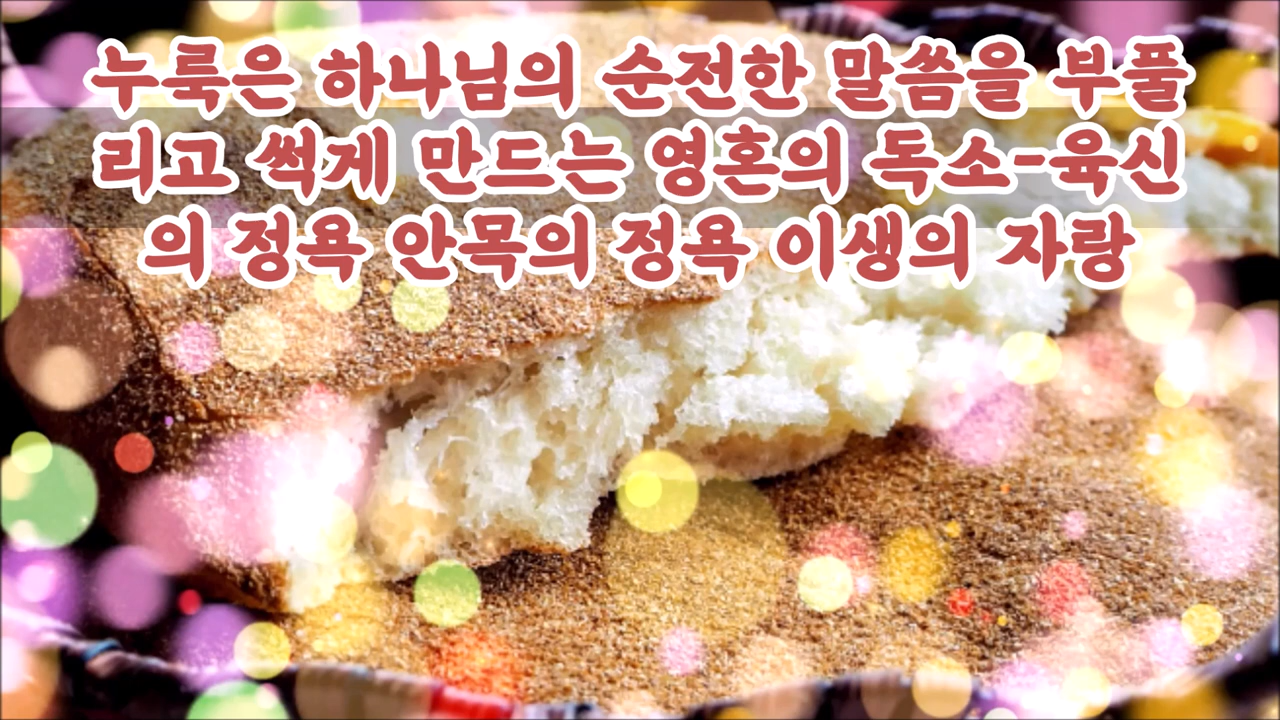 누룩은 하나님의 순전한 말씀을 부풀
리고 썩게 만드는 영혼의 독소-육신
의 정욕 안목의 정욕 이생의 자랑